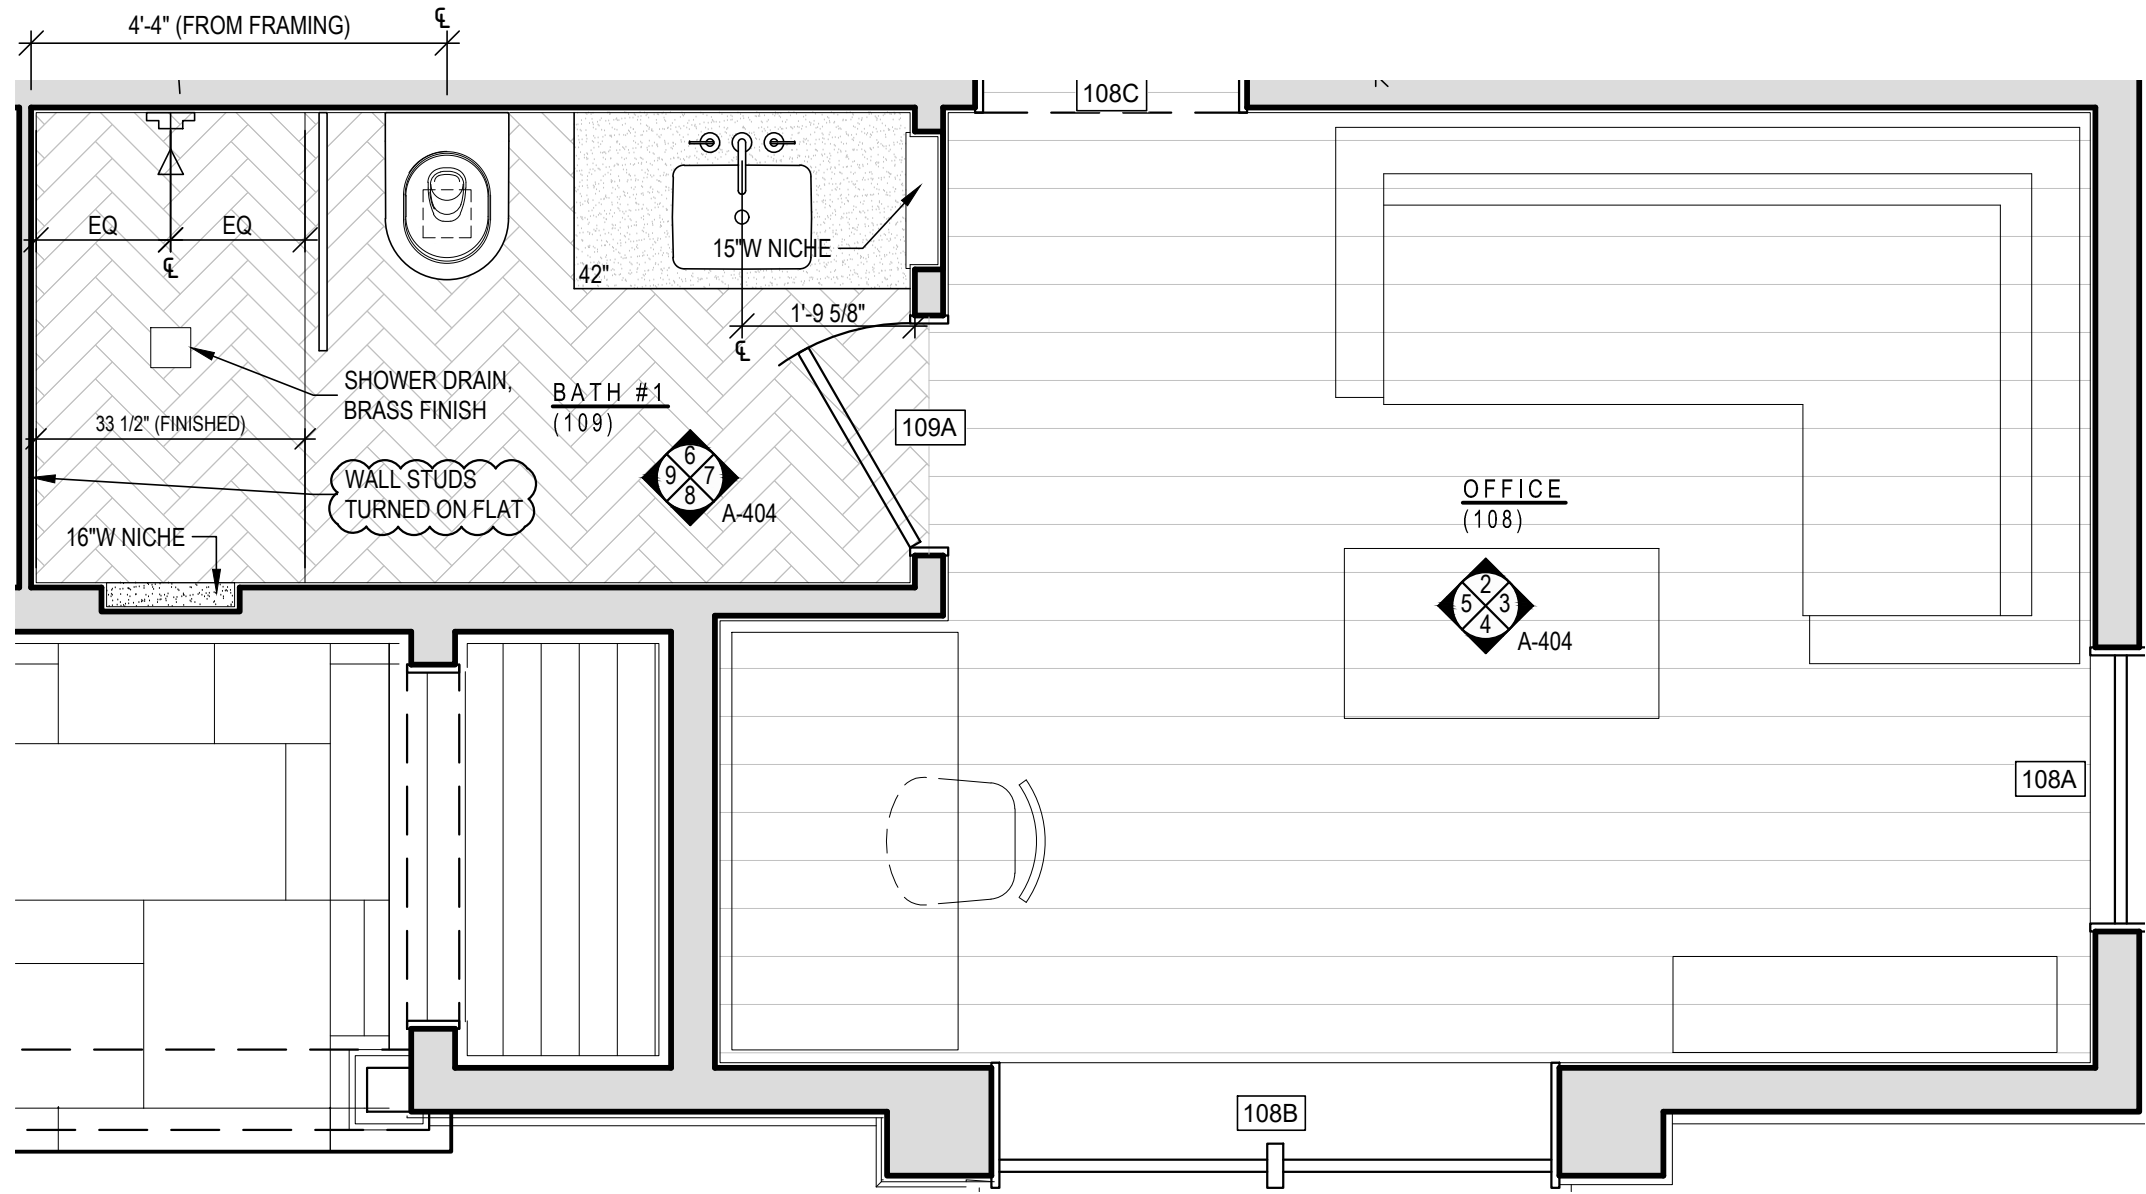 4'-4" (FROM FRAMING)
℄
108C
EQ
EQ
℄
15"W NICHE
42"
1'-9 5/8"
℄
SHOWER DRAIN,
BRASS FINISH
BATH #1
(109)
33 1/2" (FINISHED)
109A
6
9
7
8
A-404
WALL STUDS
TURNED ON FLAT
16"W NICHE
OFFICE
(108)
2
5
3
4
A-404
108A
108B